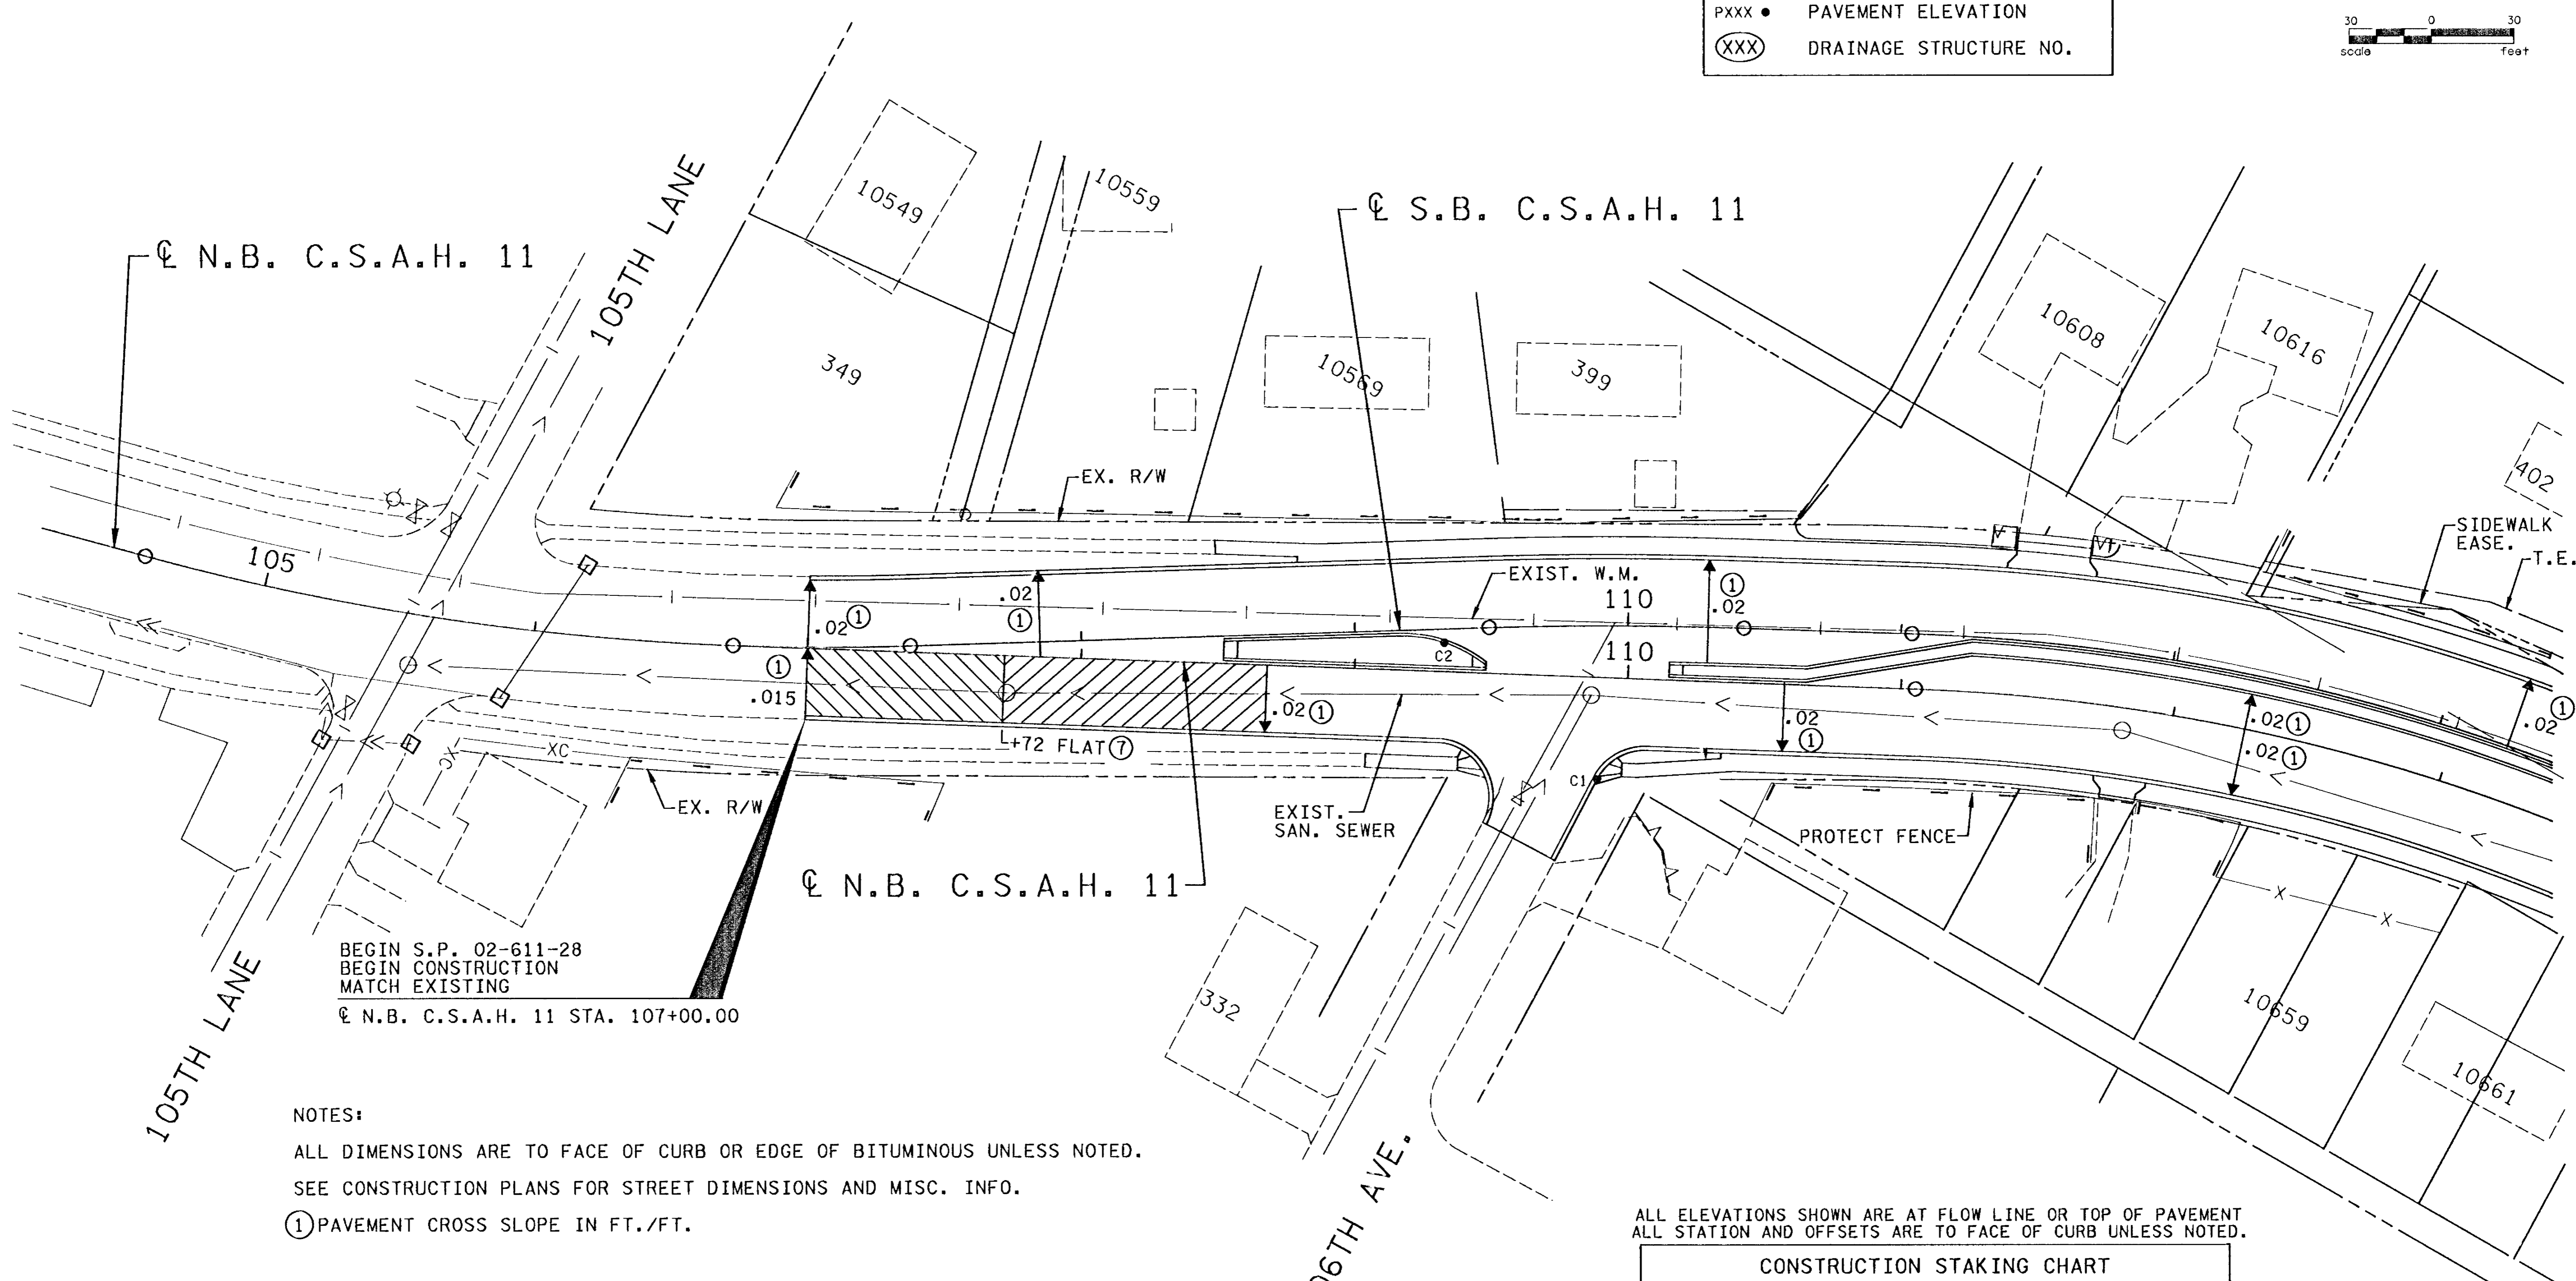 PXXX ● PAVEMENT ELEVATION
XXX DRAINAGE STRUCTURE NO.
30 0 30
scale feet
℄ N.B. C.S.A.H. 11
105TH LANE
10549
10559
℄ S.B. C.S.A.H. 11
10608
10616
349
10569
399
402
EX. R/W
SIDEWALK
EASE.
T.E.
105
EXIST. W.M.
110
.02 ①
.02
①
①
.02
110
C2
①
.015
.02 ①
.02
①
.02 ①
.02 ①
①
.02
+72 FLAT ⑦
XC
XC
EX. R/W
C1
EXIST.
SAN. SEWER
PROTECT FENCE
℄ N.B. C.S.A.H. 11
X
X
BEGIN S.P. 02-611-28
BEGIN CONSTRUCTION
MATCH EXISTING
℄ N.B. C.S.A.H. 11 STA. 107+00.00
105TH LANE
332
10659
10661
06TH AVE.
NOTES:
ALL DIMENSIONS ARE TO FACE OF CURB OR EDGE OF BITUMINOUS UNLESS NOTED.
SEE CONSTRUCTION PLANS FOR STREET DIMENSIONS AND MISC. INFO.
① PAVEMENT CROSS SLOPE IN FT./FT.
ALL ELEVATIONS SHOWN ARE AT FLOW LINE OR TOP OF PAVEMENT
ALL STATION AND OFFSETS ARE TO FACE OF CURB UNLESS NOTED.
CONSTRUCTION STAKING CHART